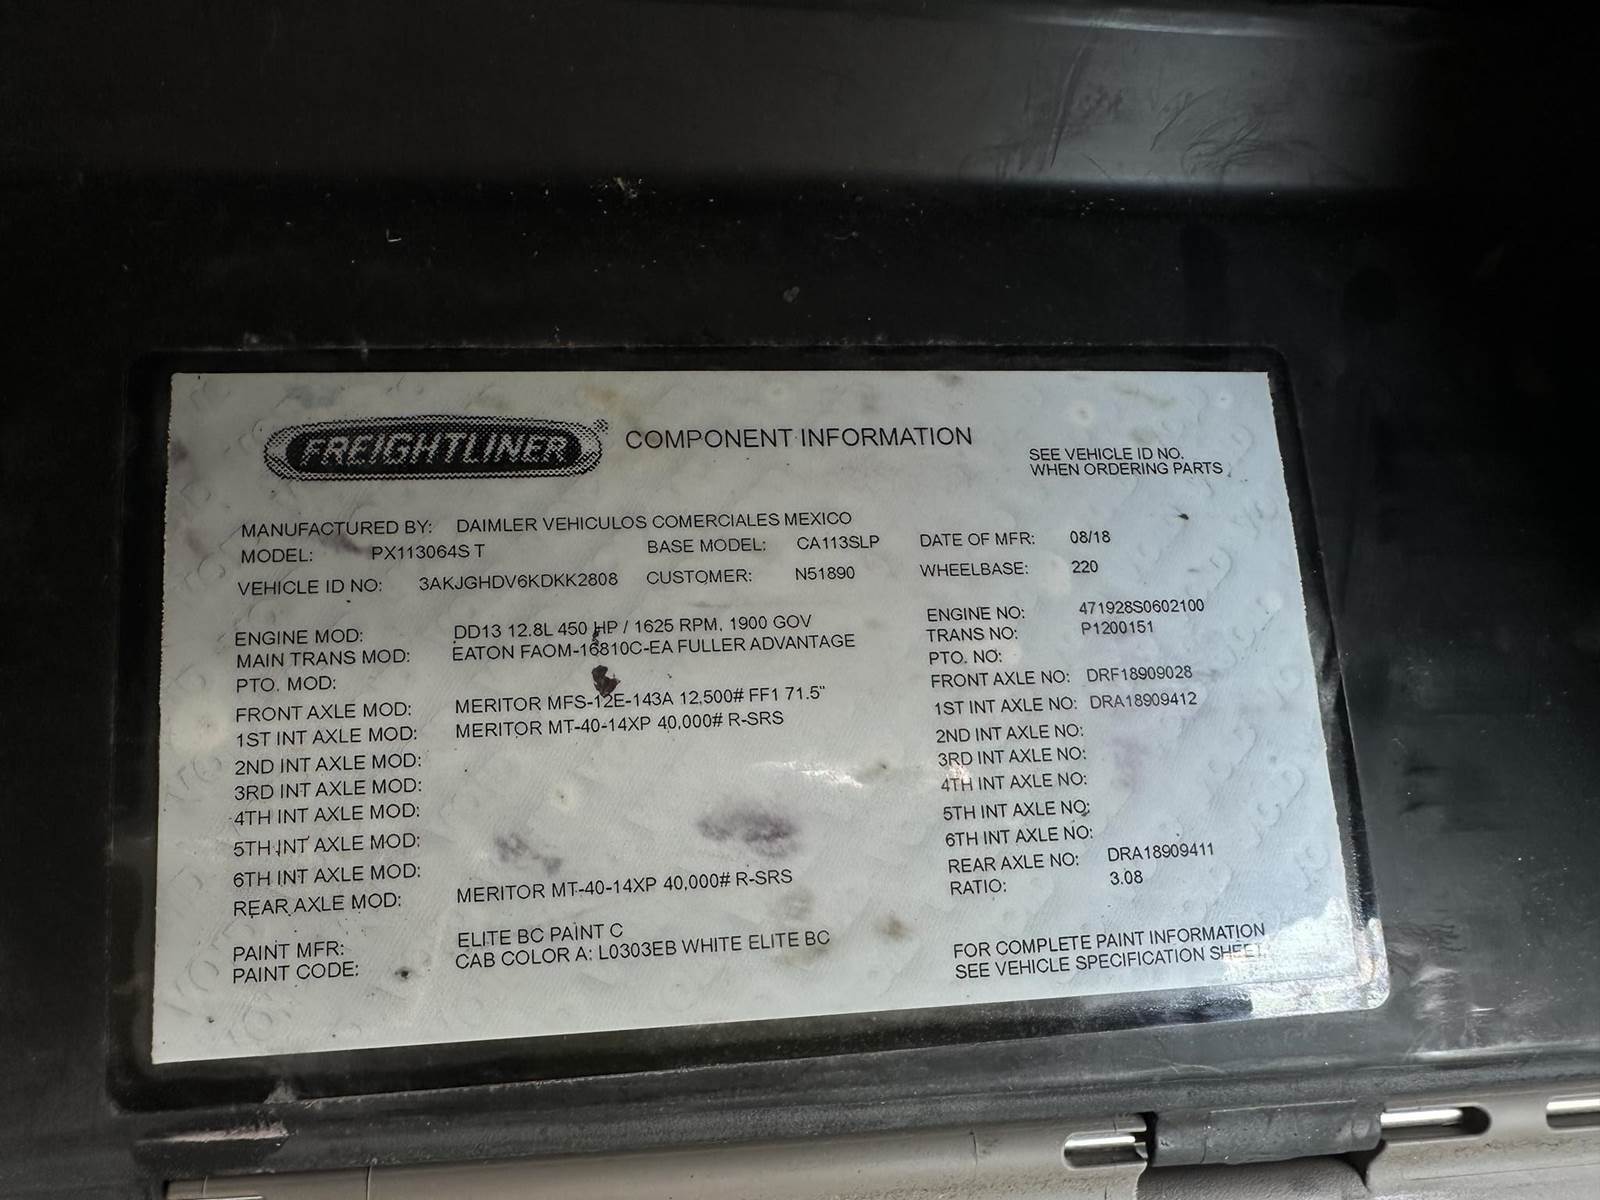 FREIGHTLINER® COMPONENT INFORMATION
SEE VEHICLE ID NO.
WHEN ORDERING PARTS
MANUFACTURED BY: DAIMLER VEHICULOS COMERCIALES MEXICO
MODEL: PX113064S T BASE MODEL: CA113SLP DATE OF MFR: 08/18
VEHICLE ID NO: 3AKJGHDV6KDKK2808 CUSTOMER: N51890 WHEELBASE: 220
ENGINE MOD: DD13 12.8L 450 HP / 1625 RPM, 1900 GOV ENGINE NO: 471928S0602100
MAIN TRANS MOD: EATON FAOM-16810C-EA FULLER ADVANTAGE TRANS NO: P1200151
PTO. MOD: PTO. NO:
FRONT AXLE MOD: MERITOR MFS-12E-143A 12,500# FF1 71.5" FRONT AXLE NO: DRF18909028
1ST INT AXLE MOD: MERITOR MT-40-14XP 40,000# R-SRS 1ST INT AXLE NO: DRA18909412
2ND INT AXLE MOD: 2ND INT AXLE NO:
3RD INT AXLE MOD: 3RD INT AXLE NO:
4TH INT AXLE MOD: 4TH INT AXLE NO:
5TH INT AXLE MOD: 5TH INT AXLE NO:
6TH INT AXLE MOD: 6TH INT AXLE NO:
REAR AXLE MOD: MERITOR MT-40-14XP 40,000# R-SRS REAR AXLE NO: DRA18909411
RATIO: 3.08
PAINT MFR: ELITE BC PAINT C
PAINT CODE: CAB COLOR A: L0303EB WHITE ELITE BC
FOR COMPLETE PAINT INFORMATION
SEE VEHICLE SPECIFICATION SHEET.